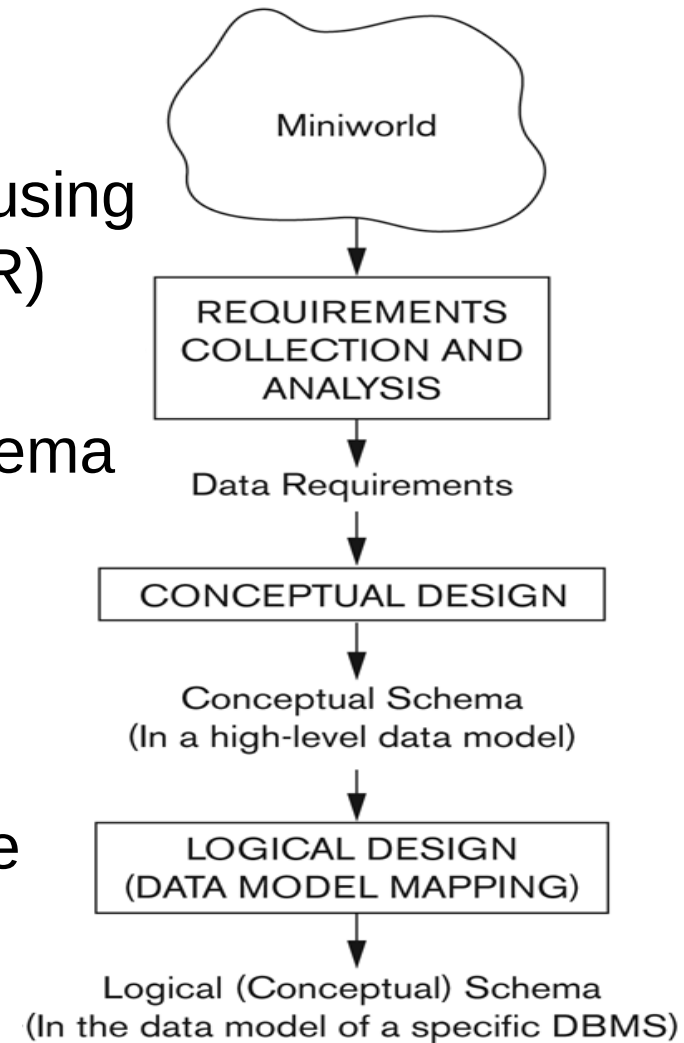 Miniworld
using
R)
REQUIREMENTS
COLLECTION AND
ANALYSIS
ema
Data Requirements
CONCEPTUAL DESIGN
Conceptual Schema
(In a high-level data model)
e
LOGICAL DESIGN
(DATA MODEL MAPPING)
Logical (Conceptual) Schema
(In the data model of a specific DBMS)